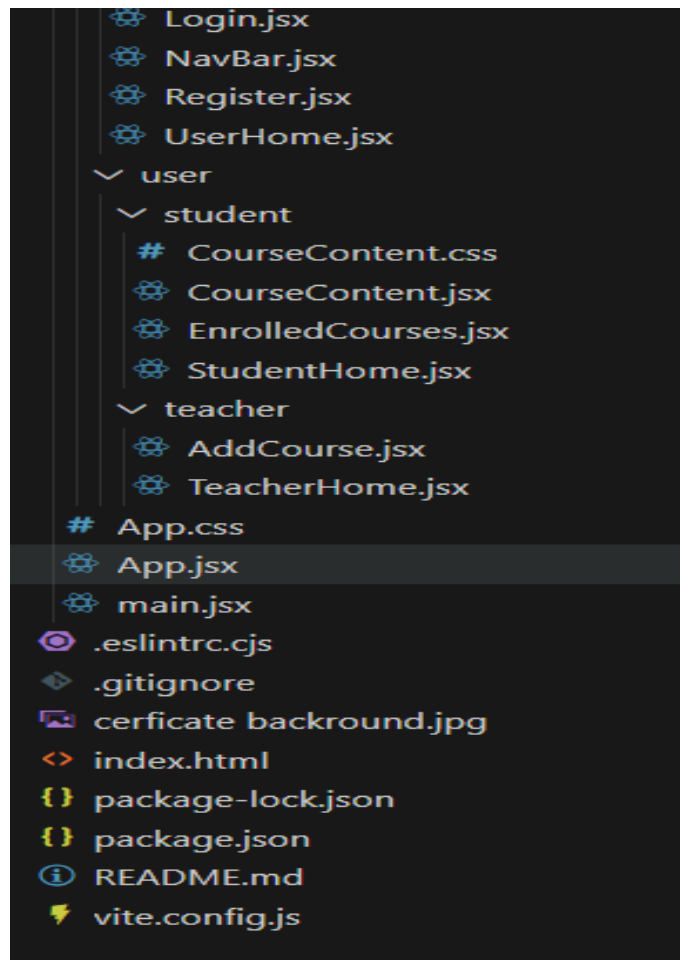 Login.jsx
NavBar.jsx
Register.jsx
UserHome.jsx
user
student
# CourseContent.css
CourseContent.jsx
EnrolledCourses.jsx
StudentHome.jsx
teacher
AddCourse.jsx
TeacherHome.jsx
# App.css
App.jsx
main.jsx
.eslintrc.cjs
.gitignore
cerficate backround.jpg
<> index.html
{} package-lock.json
{} package.json
README.md
vite.config.js